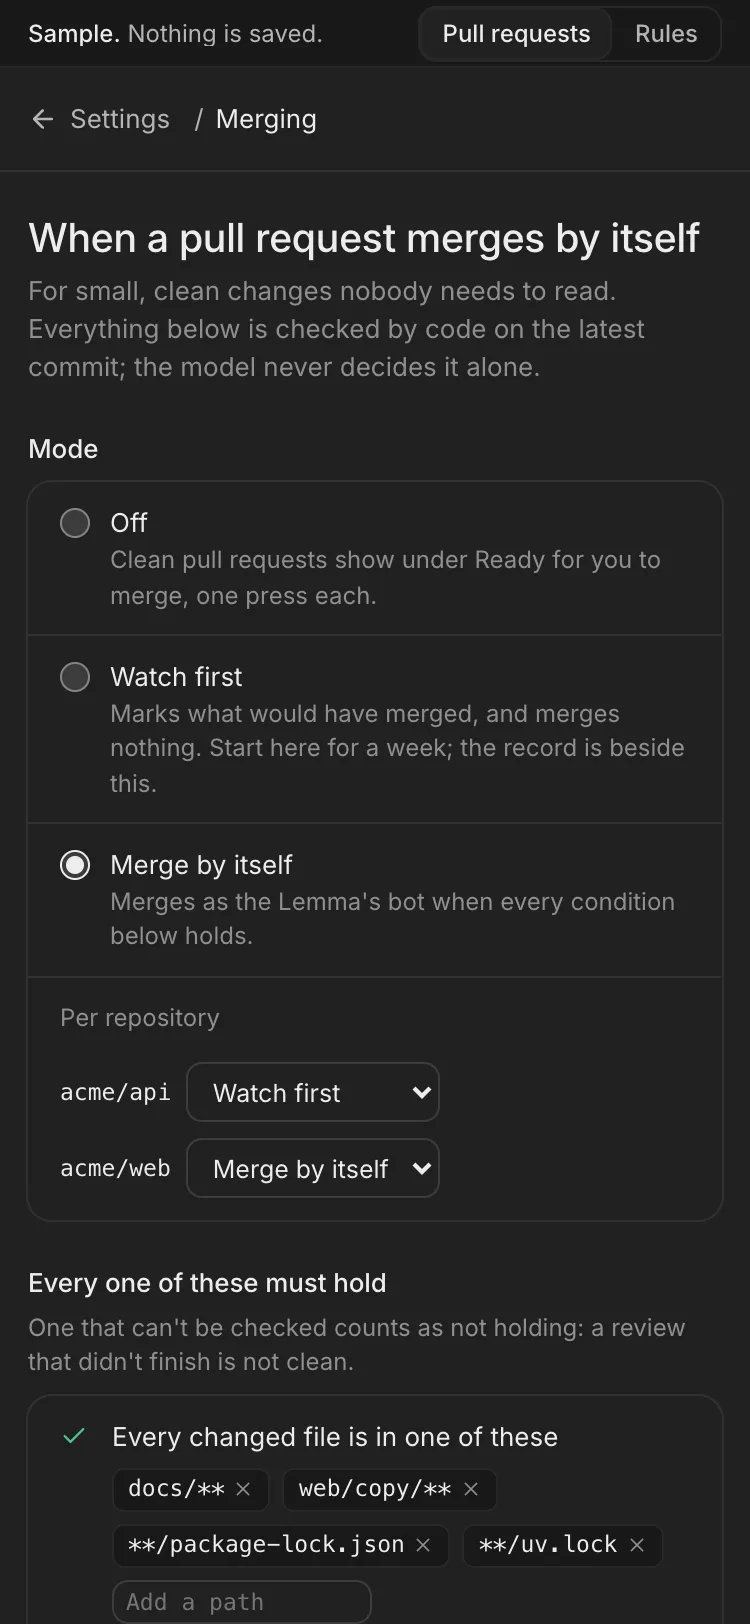 Sample. Nothing is saved.
Pull requests
Rules
← Settings / Merging
When a pull request merges by itself
For small, clean changes nobody needs to read.
Everything below is checked by code on the latest
commit; the model never decides it alone.
Mode
Off
Clean pull requests show under Ready for you to
merge, one press each.
Watch first
Marks what would have merged, and merges
nothing. Start here for a week; the record is beside
this.
Merge by itself
Merges as the Lemma's bot when every condition
below holds.
Per repository
acme/api Watch first
acme/web Merge by itself
Every one of these must hold
One that can't be checked counts as not holding: a review
that didn't finish is not clean.
Every changed file is in one of these
docs/** × web/copy/** ×
**/package-lock.json × **/uv.lock ×
Add a path